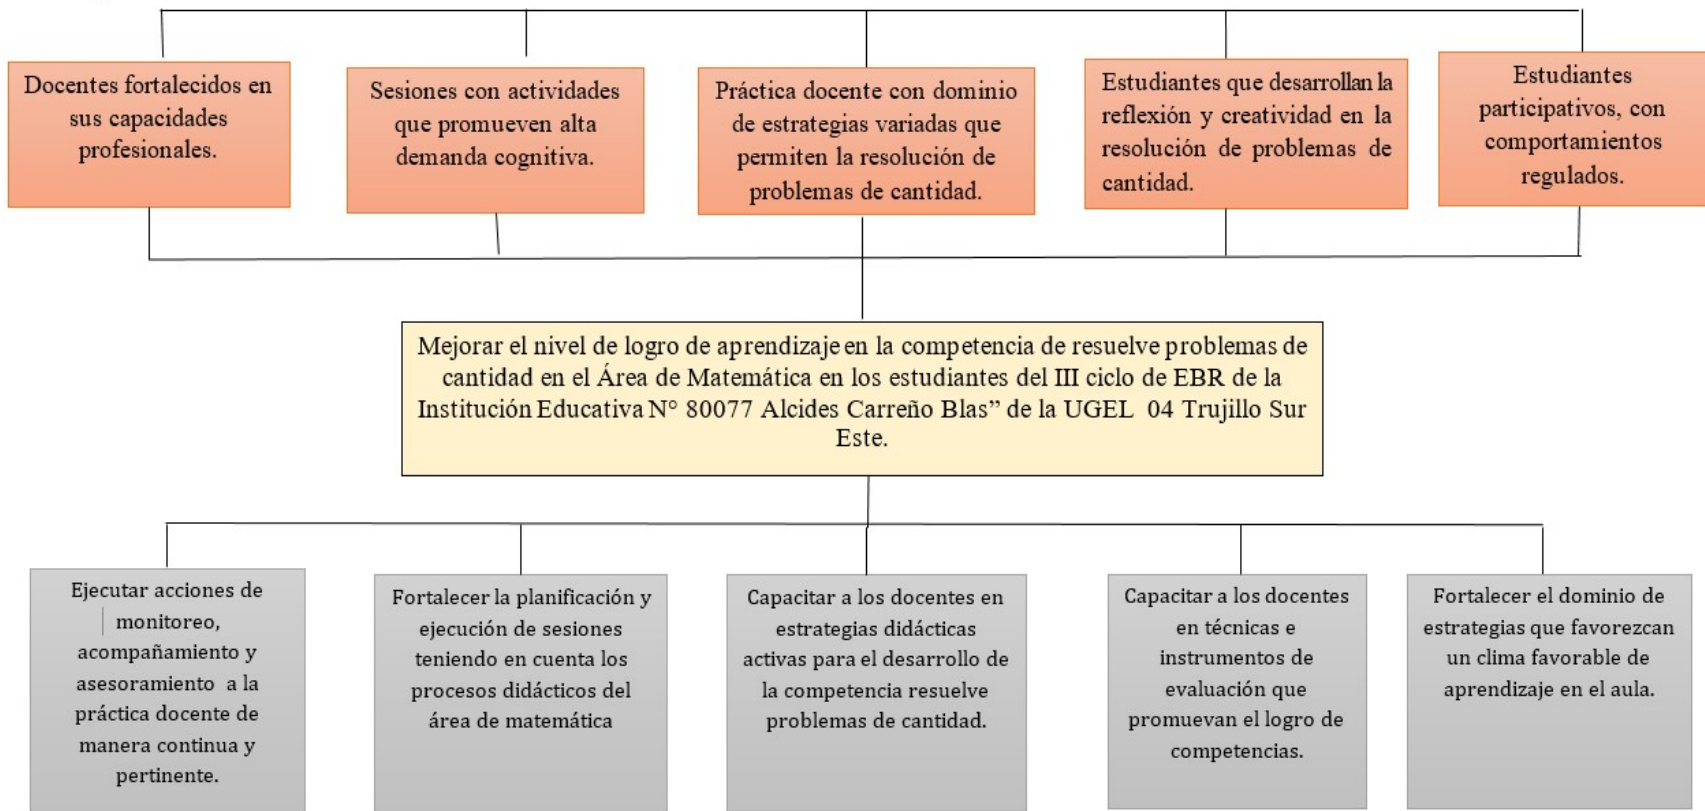 Docentes fortalecidos en
sus capacidades
profesionales.
Sesiones con actividades
que promueven alta
demanda cognitiva.
Práctica docente con dominio
de estrategias variadas que
permiten la resolución de
problemas de cantidad.
Estudiantes que desarrollan la
reflexión y creatividad en la
resolución de problemas de
cantidad.
Estudiantes
participativos, con
comportamientos
regulados.
Mejorar el nivel de logro de aprendizaje en la competencia de resuelve problemas de
cantidad en el Área de Matemática en los estudiantes del III ciclo de EBR de la
Institución Educativa N° 80077 Alcides Carreño Blas” de la UGEL 04 Trujillo Sur
Este.
Ejecutar acciones de
monitoreo,
acompañamiento y
asesoramiento a la
práctica docente de
manera continua y
pertinente.
Fortalecer la planificación y
ejecución de sesiones
teniendo en cuenta los
procesos didácticos del
área de matemática
Capacitar a los docentes en
estrategias didácticas
activas para el desarrollo de
la competencia resuelve
problemas de cantidad.
Capacitar a los docentes
en técnicas e
instrumentos de
evaluación que
promuevan el logro de
competencias.
Fortalecer el dominio de
estrategias que favorezcan
un clima favorable de
aprendizaje en el aula.